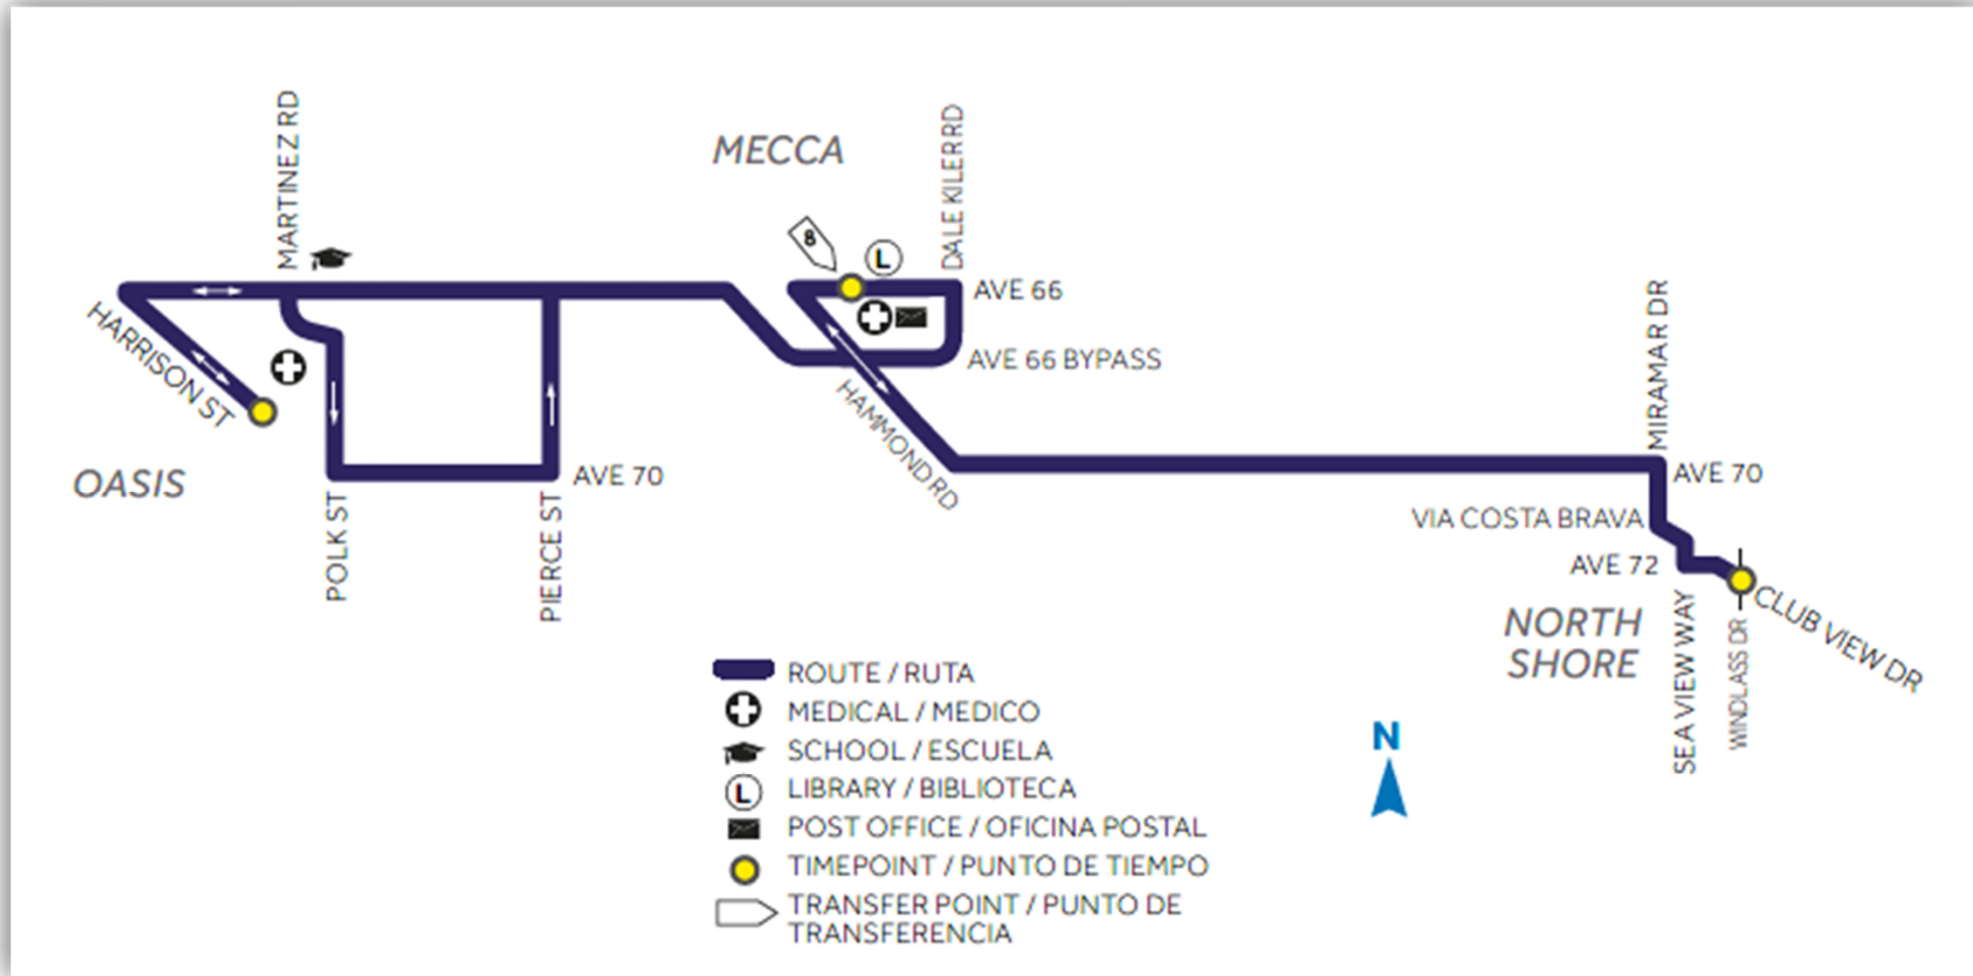 MARTINEZ RD
MECCA
DALE KILER RD
8
L
AVE 66
HARRISON ST
AVE 66 BYPASS
MIRAMAR DR
HAMMOND RD
OASIS
AVE 70
AVE 70
POLK ST
PIERCE ST
VIA COSTA BRAVA
AVE 72
CLUB VIEW DR
NORTH
SHORE
SEA VIEW WAY
WINDLASS DR
ROUTE / RUTA
MEDICAL / MEDICO
SCHOOL / ESCUELA
L
LIBRARY / BIBLIOTECA
POST OFFICE / OFICINA POSTAL
TIMEPOINT / PUNTO DE TIEMPO
TRANSFER POINT / PUNTO DE
TRANSFERENCIA
N